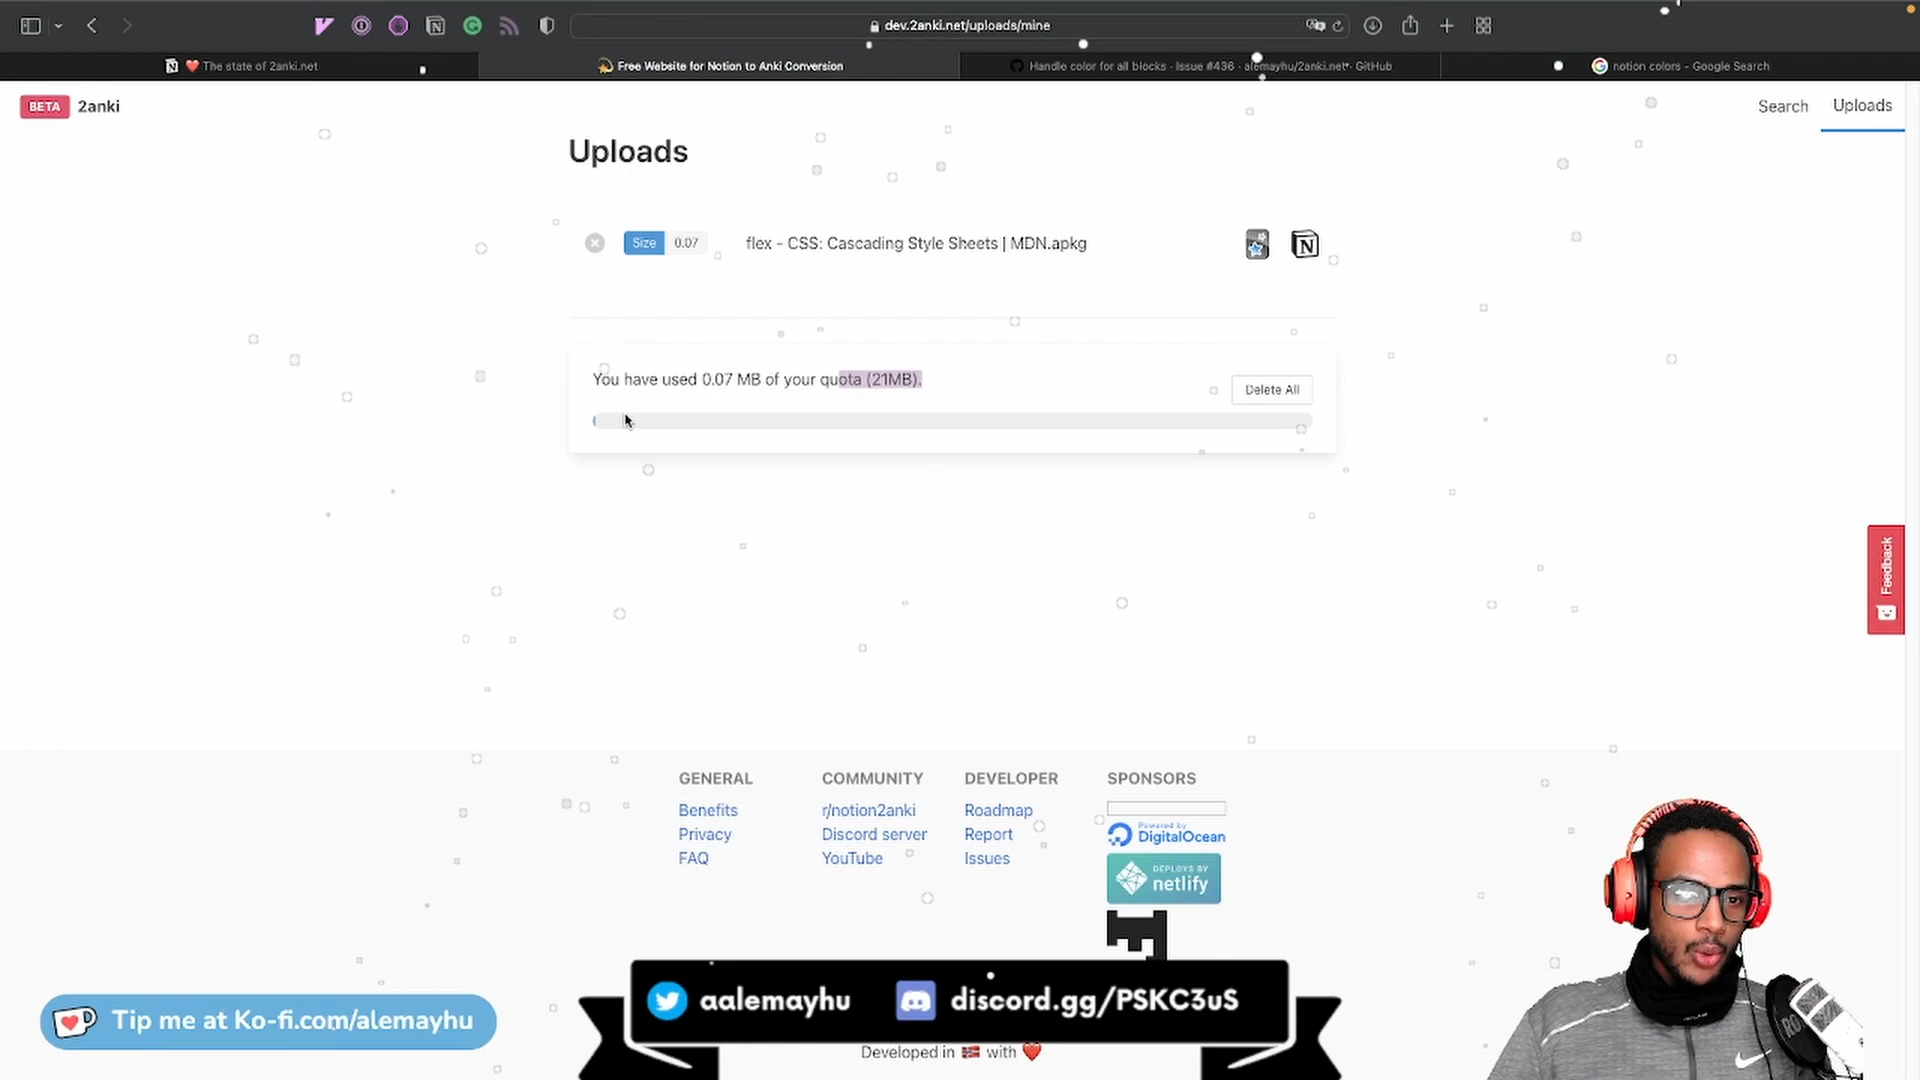 dev.2anki.net/uploads/mine
❤️ The state of 2anki.net
Free Website for Notion to Anki Conversion
Handle color for all blocks · Issue #436 · alemayhu/2anki.net · GitHub
notion colors - Google Search
BETA 2anki
Search Uploads
Uploads
Size 0.07 flex - CSS: Cascading Style Sheets | MDN.apkg
You have used 0.07 MB of your quota (21MB).
Delete All
Feedback
GENERAL COMMUNITY DEVELOPER SPONSORS
Benefits r/notion2anki Roadmap
Powered by
DigitalOcean
Privacy Discord server Report
FAQ YouTube Issues
DEPLOYS BY
netlify
aalemayhu discord.gg/PSKC3uS
Tip me at Ko-fi.com/alemayhu
Developed in 🇳🇴 with ❤️